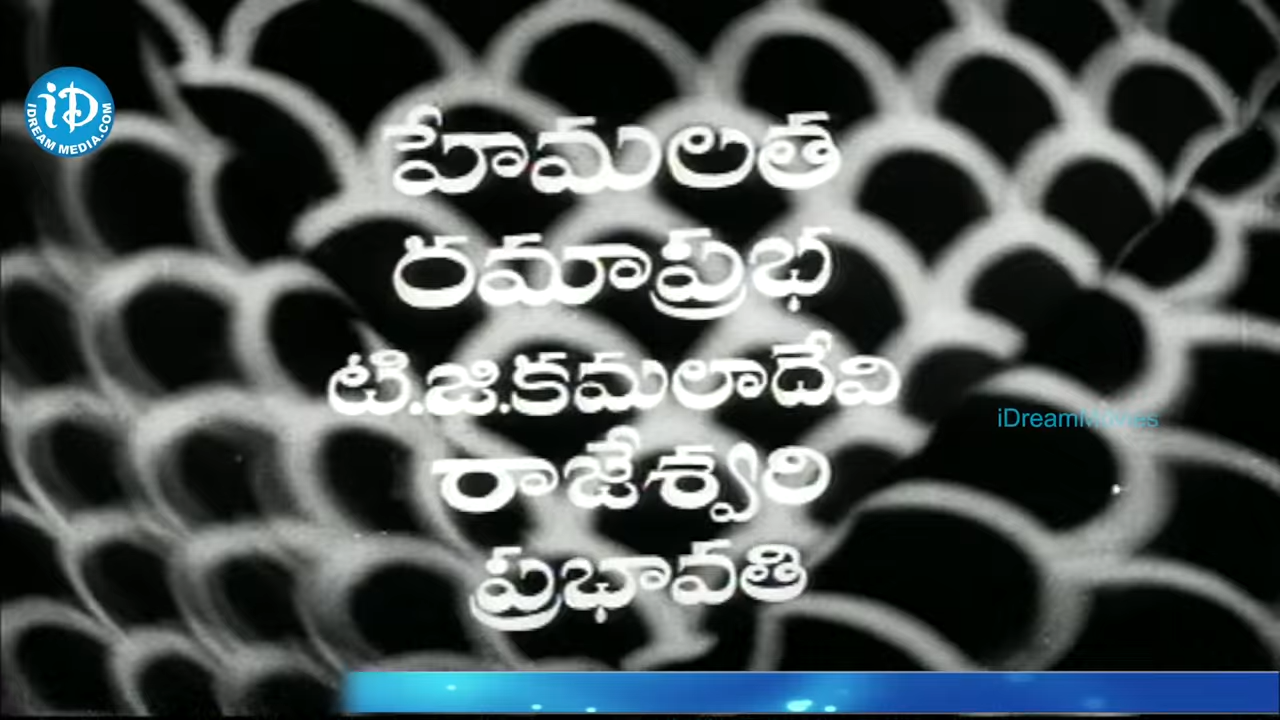 iD
IDREAM MEDIA.COM
హేమలత
రమాప్రభ
టి.జి.కమలాదేవి
iDreamMovies
రాజేశ్వరి
ప్రభావతి